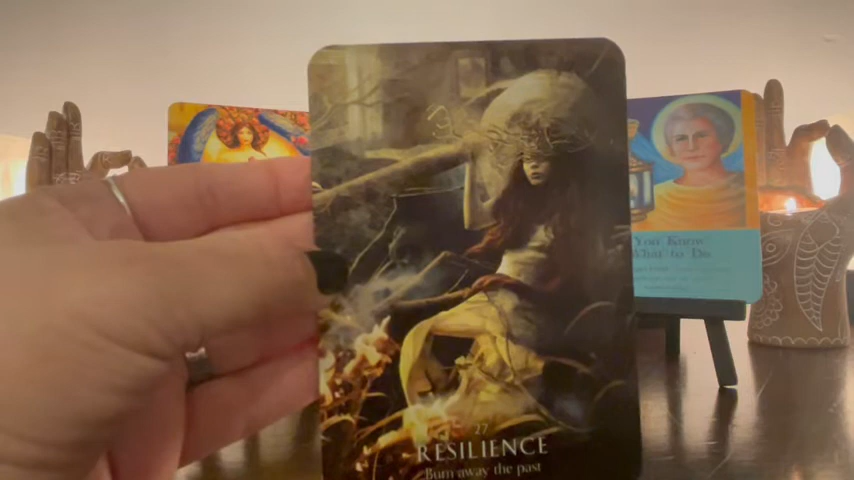 27
RESILIENCE
Burn away the past
You Know
What to Do